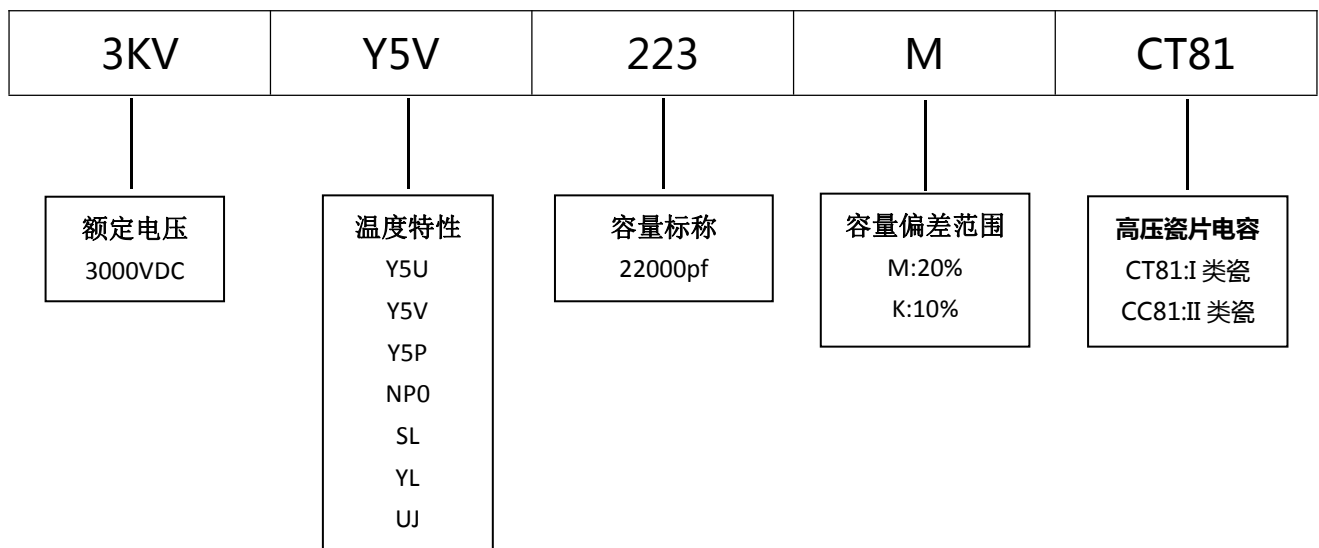 3KV Y5V 223 M CT81
额定电压
3000VDC
温度特性
Y5U
Y5V
Y5P
NP0
SL
YL
UJ
容量标称
22000pf
容量偏差范围
M:20%
K:10%
高压瓷片电容
CT81:I 类瓷
CC81:II 类瓷